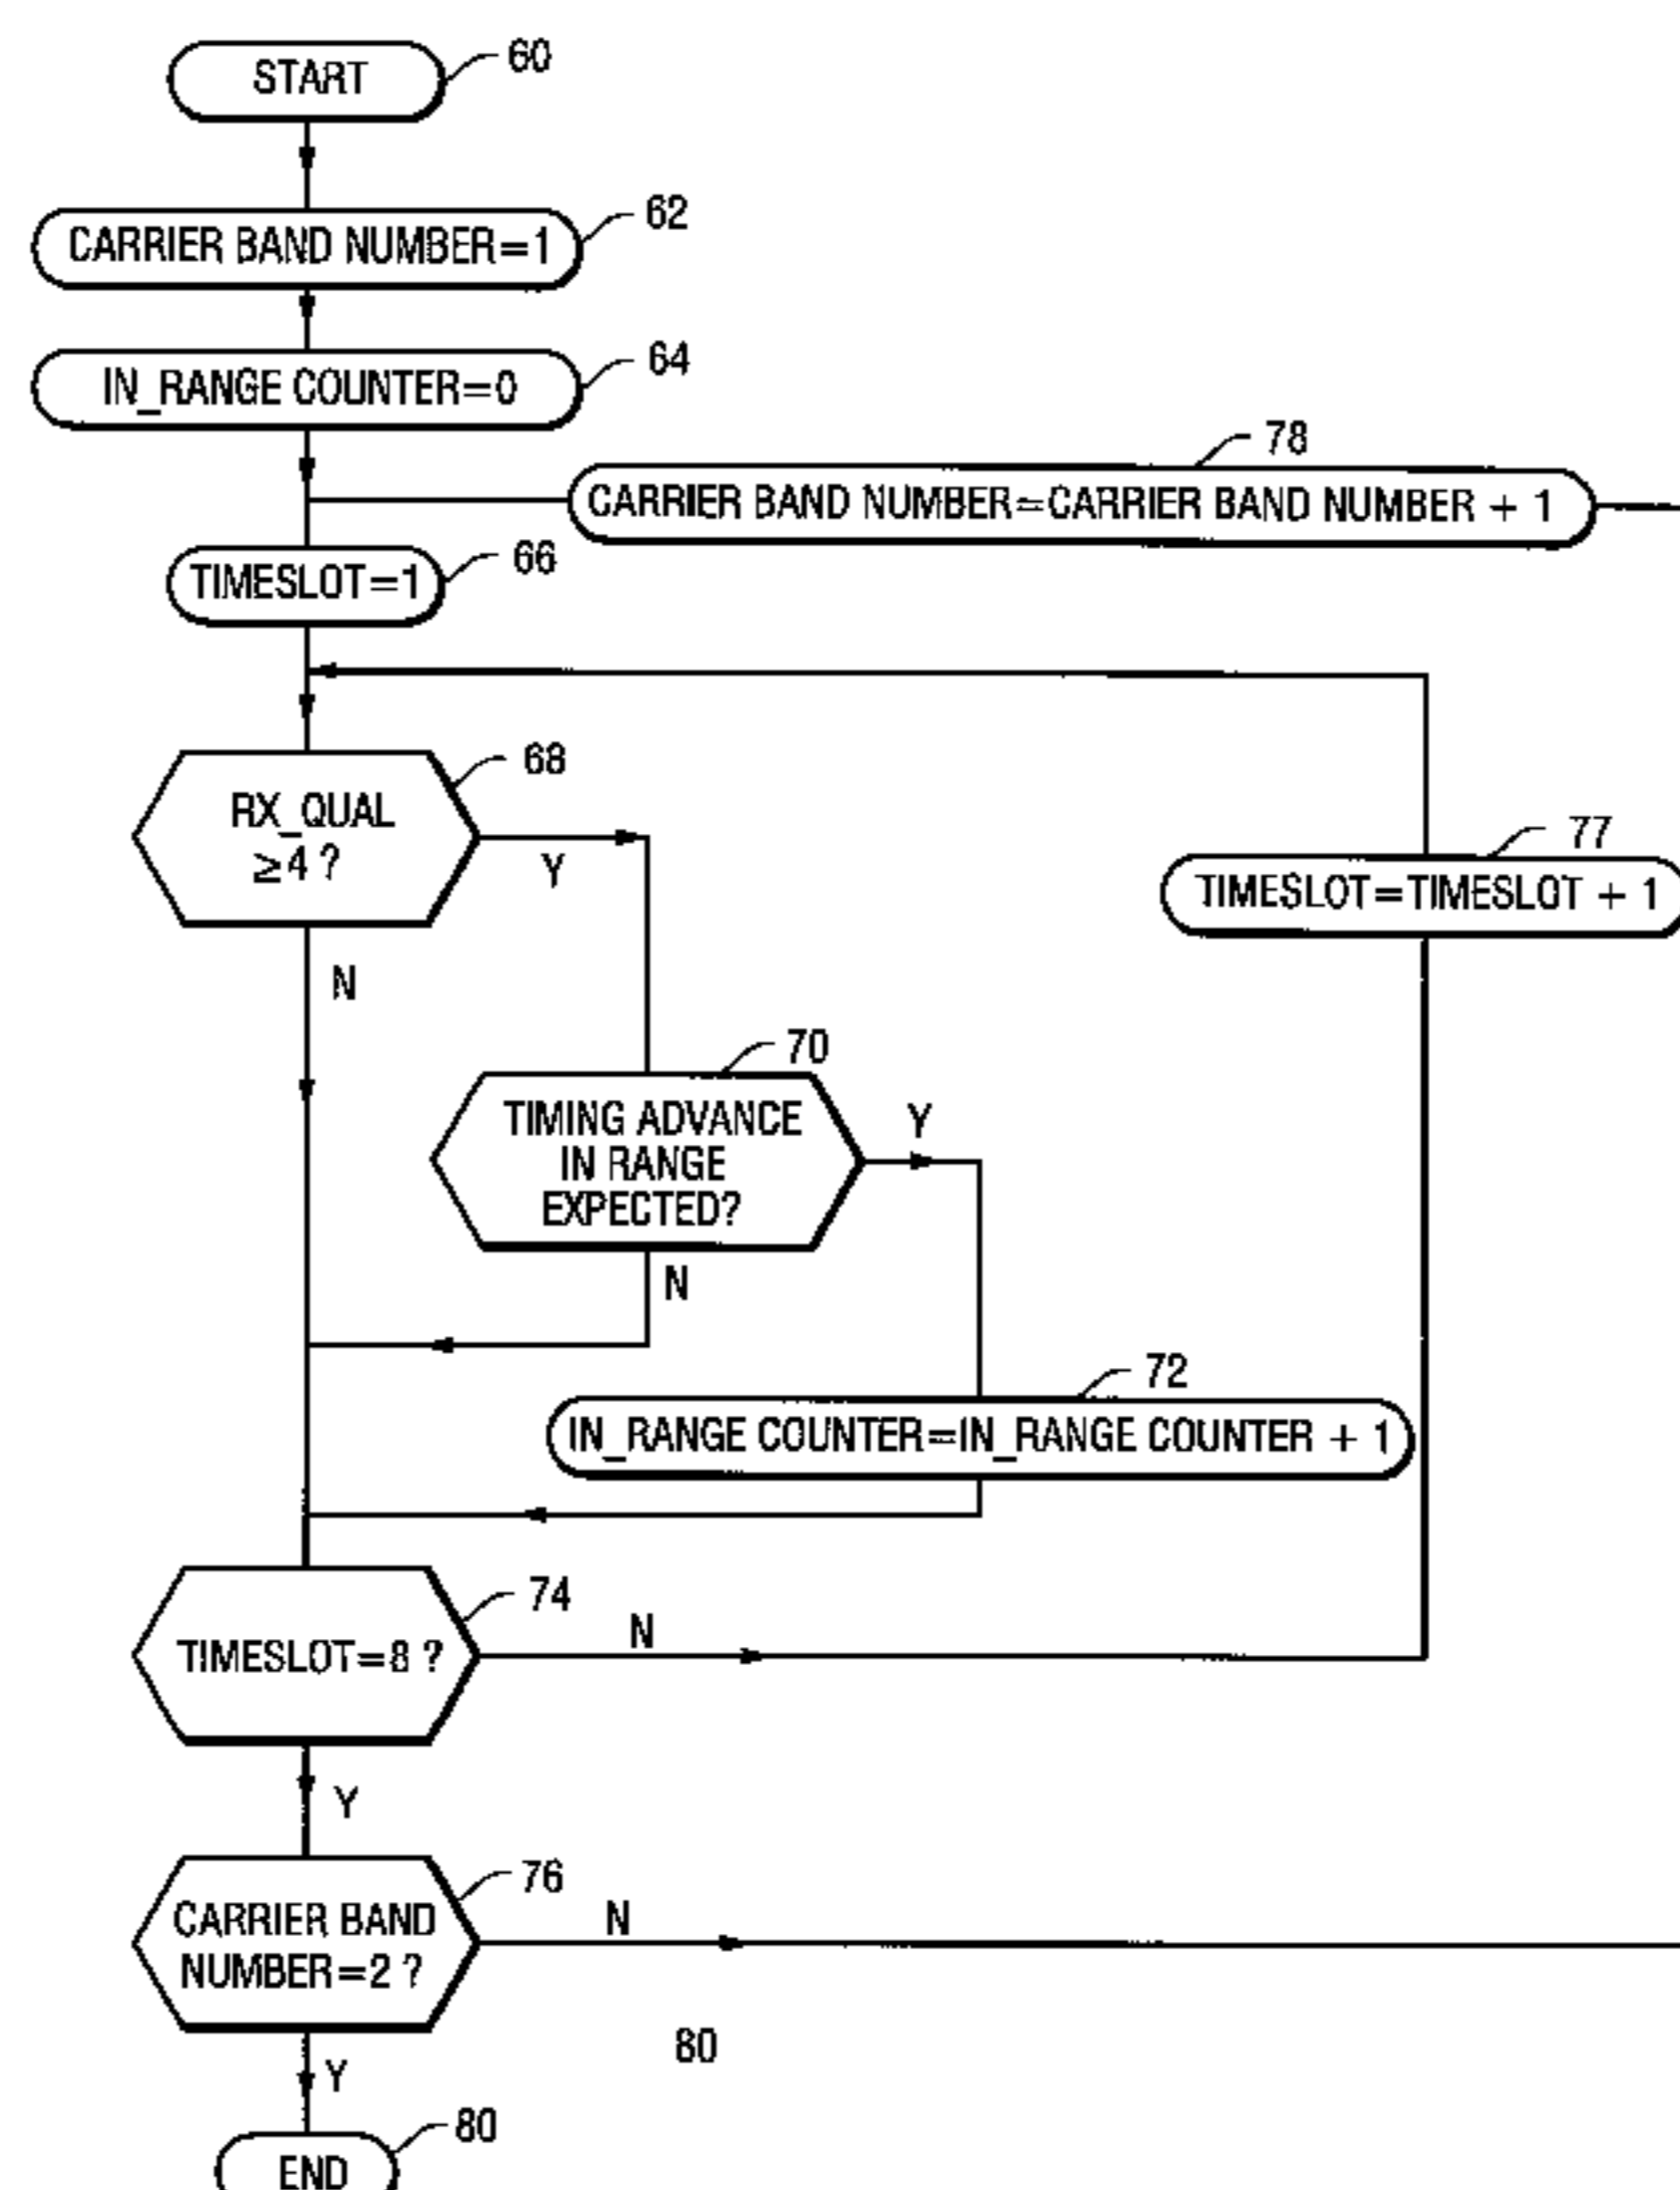 START
60
CARRIER BAND NUMBER=1
62
IN_RANGE COUNTER=0
64
78
CARRIER BAND NUMBER=CARRIER BAND NUMBER + 1
TIMESLOT=1
66
RX_QUAL
≥4 ?
68
Y
N
77
TIMESLOT=TIMESLOT + 1
70
TIMING ADVANCE
IN RANGE
EXPECTED?
Y
N
72
IN_RANGE COUNTER=IN_RANGE COUNTER + 1
TIMESLOT=8 ?
74
N
Y
CARRIER BAND
NUMBER=2 ?
76
N
80
Y
80
END